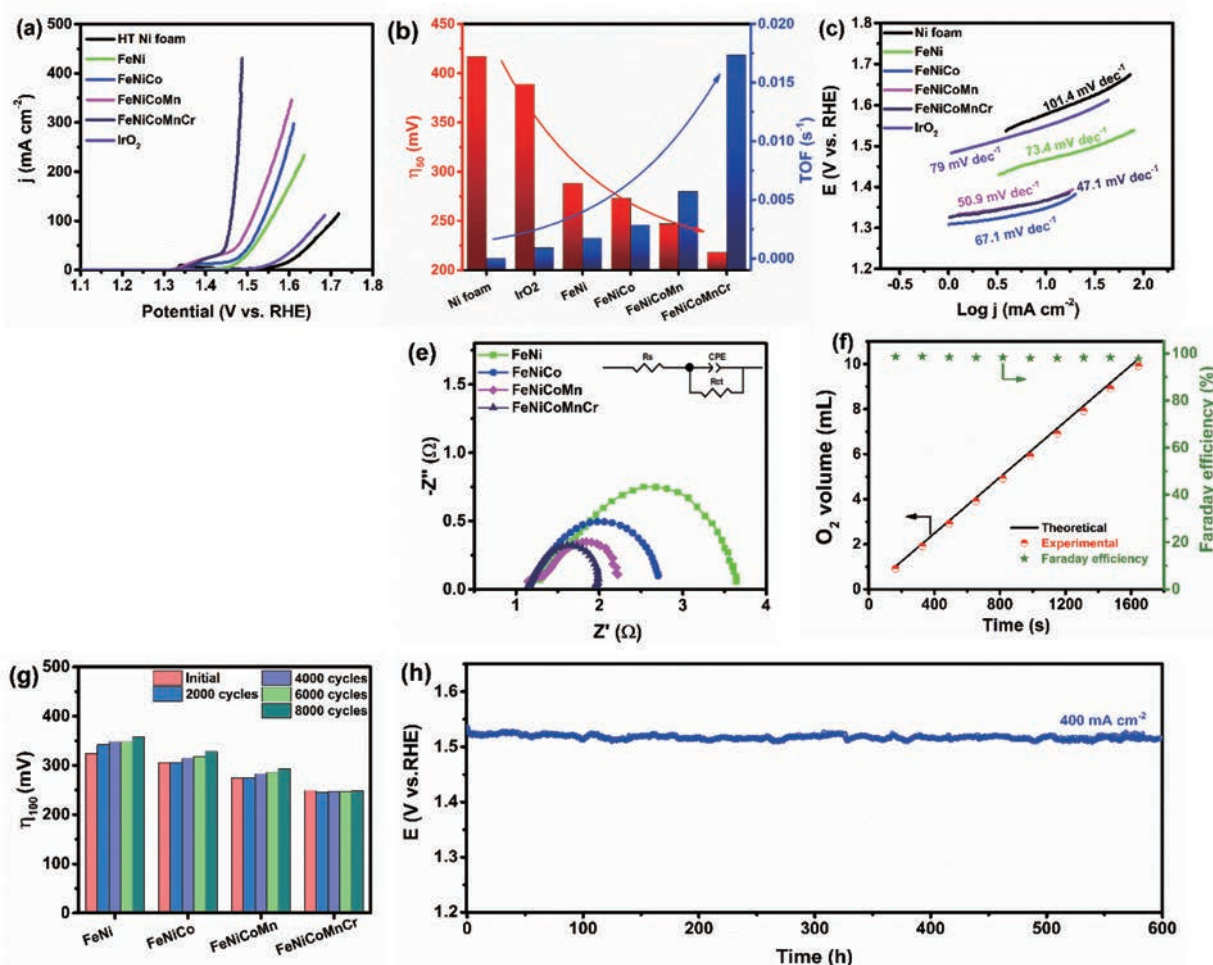 (a)
500
400
300
200
100
0
j (mA cm⁻²)
HT Ni foam
FeNi
FeNiCo
FeNiCoMn
FeNiCoMnCr
IrO₂
1.1 1.2 1.3 1.4 1.5 1.6 1.7 1.8
Potential (V vs. RHE)
(b)
450
400
350
300
250
200
η₅₀ (mV)
0.020
0.015
0.010
0.005
0.000
TOF (s⁻¹)
Ni foam IrO2 FeNi FeNiCo FeNiCoMn FeNiCoMnCr
(c)
1.8
1.7
1.6
1.5
1.4
1.3
1.2
E (V vs. RHE)
Ni foam
FeNi
FeNiCo
FeNiCoMn
FeNiCoMnCr
IrO₂
101.4 mV dec⁻¹
79 mV dec⁻¹
73.4 mV dec⁻¹
50.9 mV dec⁻¹
47.1 mV dec⁻¹
67.1 mV dec⁻¹
-0.5 0.0 0.5 1.0 1.5 2.0
Log j (mA cm⁻²)
(e)
1.5
1.0
0.5
0.0
-Z'' (Ω)
FeNi
FeNiCo
FeNiCoMn
FeNiCoMnCr
Rs
CPE
Rct
1 2 3 4
Z' (Ω)
(f)
10
8
6
4
2
0
O₂ volume (mL)
100
80
60
40
20
0
Faraday efficiency (%)
Theoretical
Experimental
Faraday efficiency
0 400 800 1200 1600
Time (s)
(g)
500
400
300
200
100
0
η₁₀₀ (mV)
Initial
2000 cycles
4000 cycles
6000 cycles
8000 cycles
FeNi FeNiCo FeNiCoMn FeNiCoMnCr
(h)
1.6
1.5
1.4
1.3
1.2
E (V vs.RHE)
400 mA cm⁻²
0 100 200 300 400 500 600
Time (h)